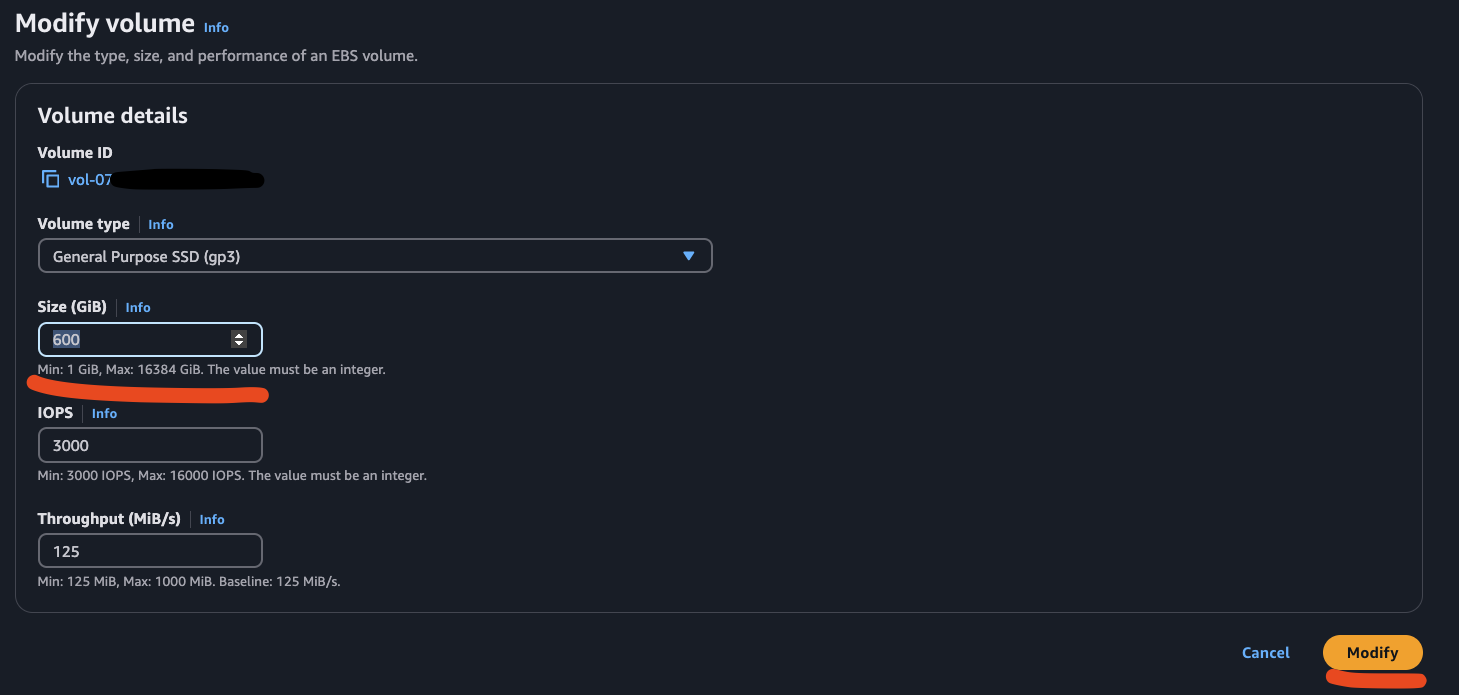 Modify volume Info
Modify the type, size, and performance of an EBS volume.
Volume details
Volume ID
vol-07
Volume type Info
General Purpose SSD (gp3)
Size (GiB) Info
600
Min: 1 GiB, Max: 16384 GiB. The value must be an integer.
IOPS Info
3000
Min: 3000 IOPS, Max: 16000 IOPS. The value must be an integer.
Throughput (MiB/s) Info
125
Min: 125 MiB, Max: 1000 MiB. Baseline: 125 MiB/s.
Cancel Modify